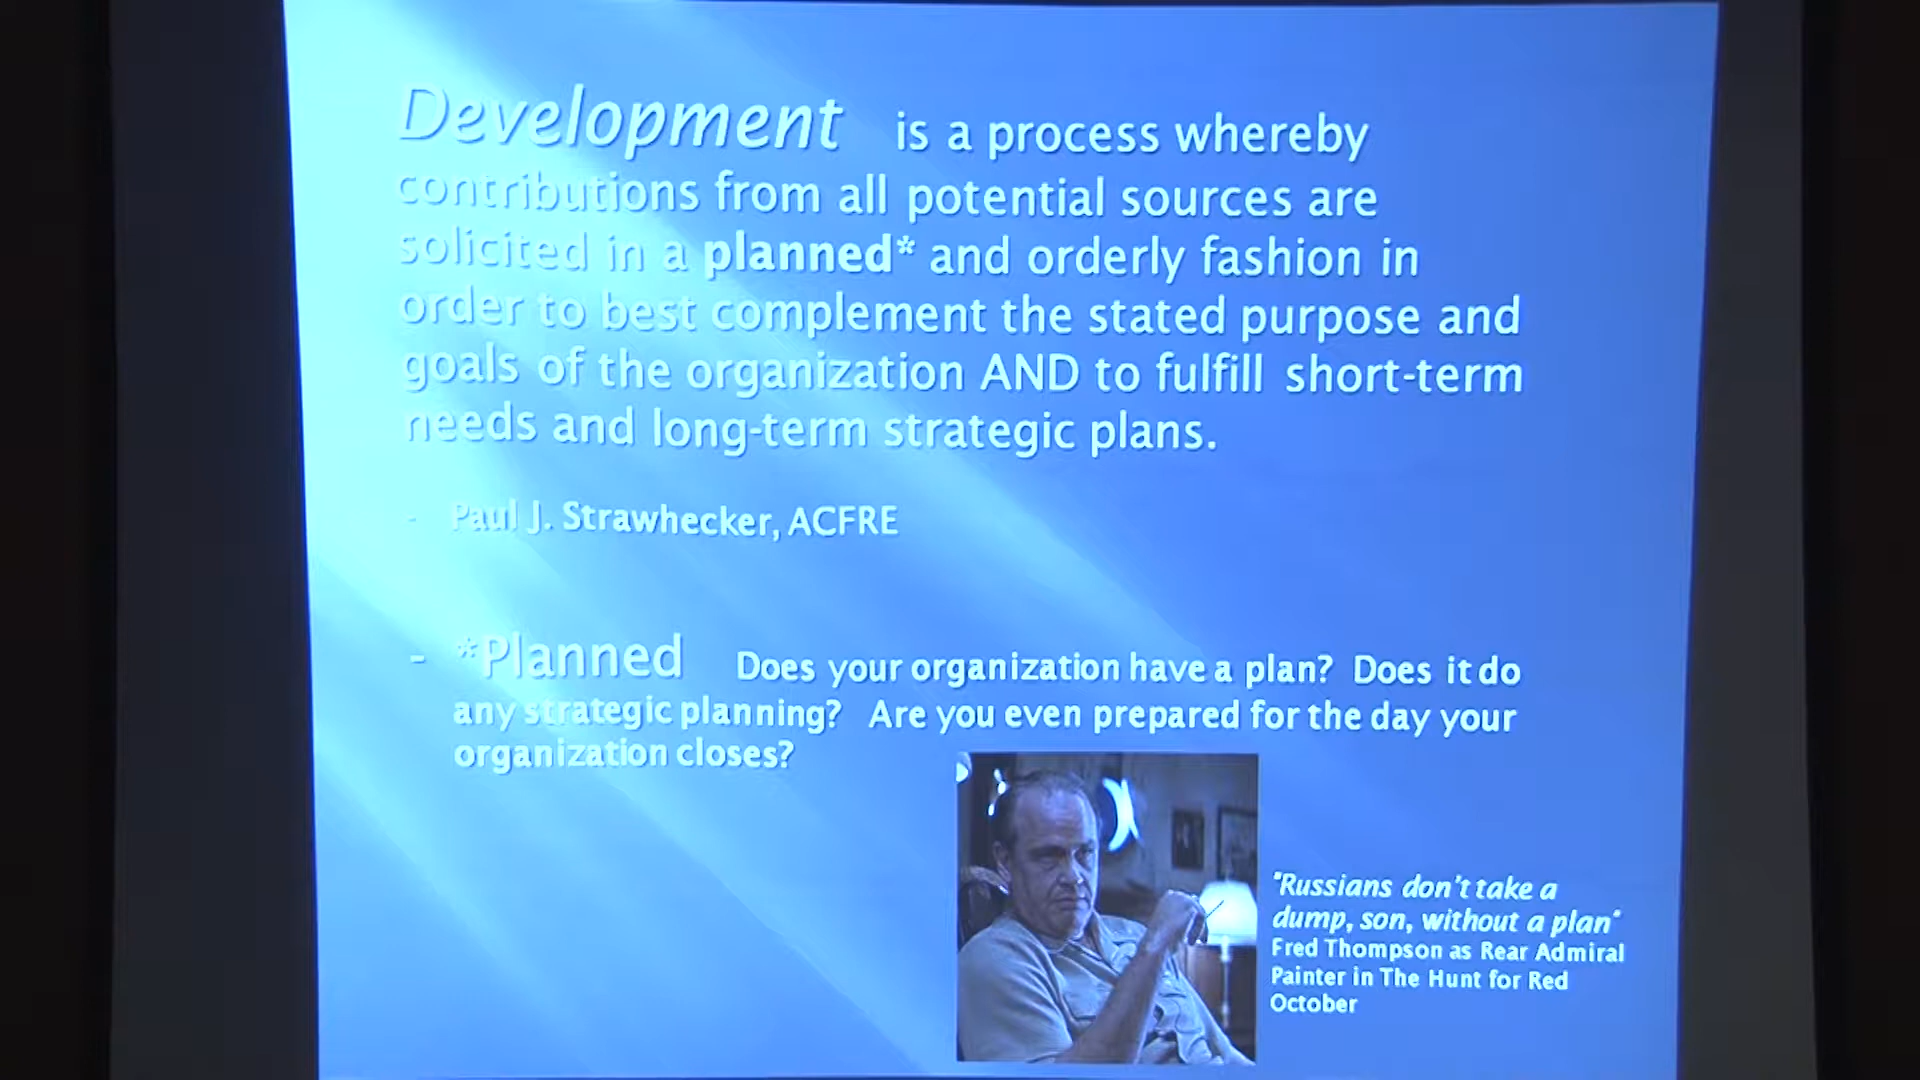 Development is a process whereby
contributions from all potential sources are
solicited in a planned* and orderly fashion in
order to best complement the stated purpose and
goals of the organization AND to fulfill short-term
needs and long-term strategic plans.
- Paul J. Strawhecker, ACFRE
- *Planned Does your organization have a plan? Does it do
any strategic planning? Are you even prepared for the day your
organization closes?
"Russians don't take a
dump, son, without a plan"
Fred Thompson as Rear Admiral
Painter in The Hunt for Red
October